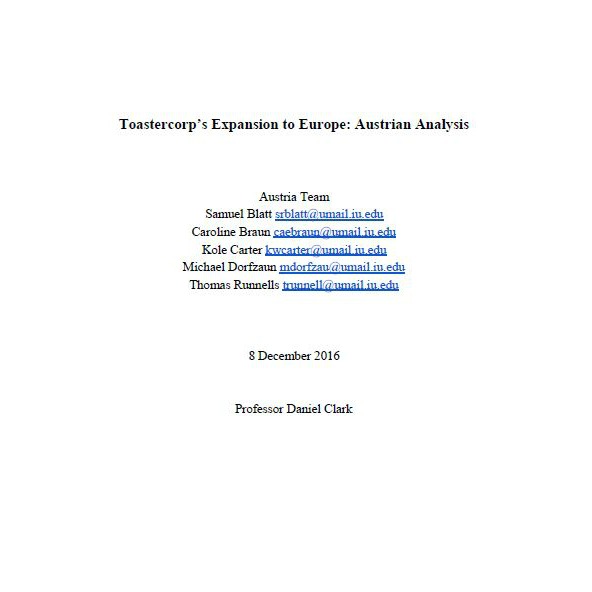 Toastercorp's Expansion to Europe: Austrian Analysis
Austria Team
Samuel Blatt srblatt@umail.iu.edu
Caroline Braun caebraun@umail.iu.edu
Kole Carter kwcarter@umail.iu.edu
Michael Dorfzaun mdorfzau@umail.iu.edu
Thomas Runnells trunnell@umail.iu.edu
8 December 2016
Professor Daniel Clark